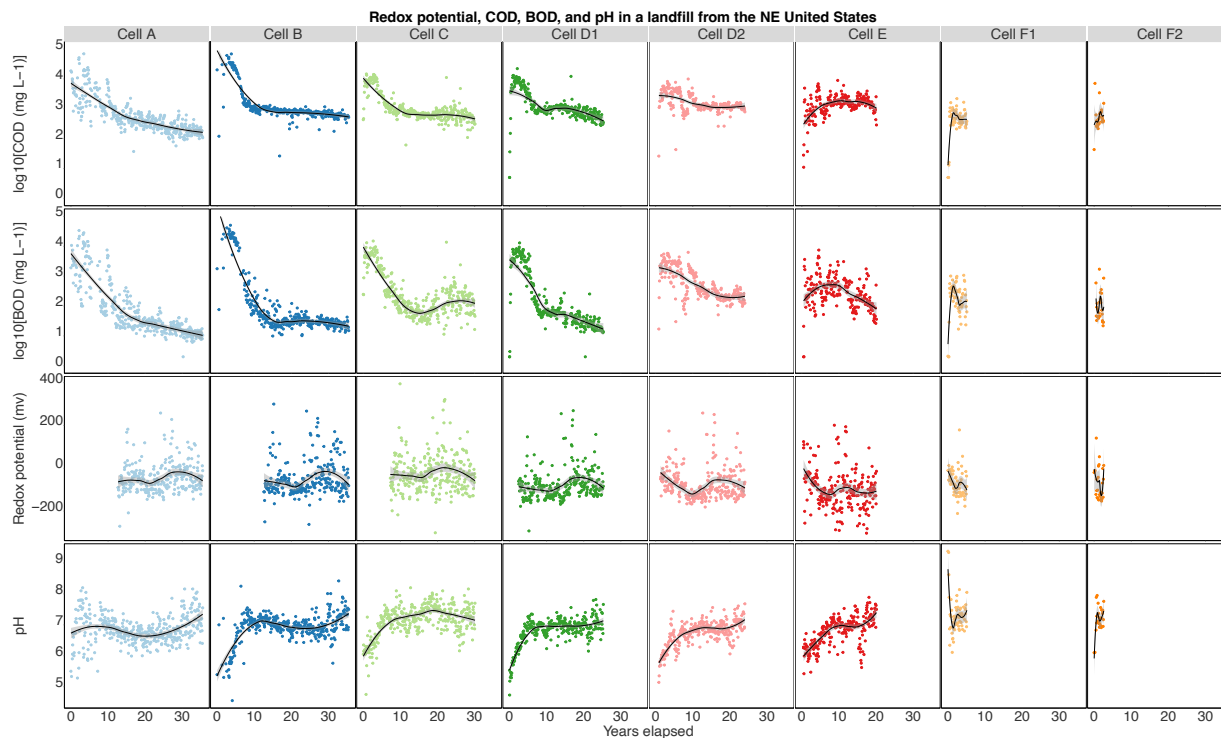 Redox potential, COD, BOD, and pH in a landfill from the NE United States
Cell A Cell B Cell C Cell D1 Cell D2 Cell E Cell F1 Cell F2
log10[COD (mg L−1)]
5
4
3
2
1
0
log10[BOD (mg L−1)]
5
4
3
2
1
0
Redox potential (mv)
400
200
0
−200
pH
9
8
7
6
5
0 10 20 30 0 10 20 30 0 10 20 30 0 10 20 30 0 10 20 30 0 10 20 30 0 10 20 30 0 10 20 30
Years elapsed